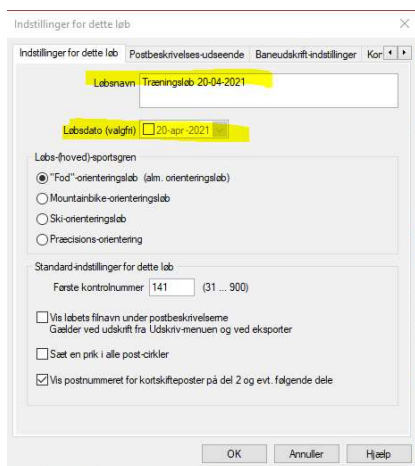 Indstillinger for dette løb
Indstillinger for dette løb Postbeskrivelses-udseende Baneudskrift-indstillinger Kor
Løbsnavn Træningsløb 20-04-2021
Løbsdato (valgfri) 20-apr-2021
Løbs-(hoved)-sportsgren
"Fod"-orienteringsløb (alm. orienteringsløb)
Mountainbike-orienteringsløb
Ski-orienteringsløb
Præcisions-orientering
Standard-indstillinger for dette løb
Første kontrolnummer 141 (31 ... 900)
Vis løbets filnavn under postbeskrivelserne
Gælder ved udskrift fra Udskriv-menuen og ved eksporter
Sæt en prik i alle post-cirkler
Vis postnummeret for kortskifteposter på del 2 og evt. følgende dele
OK Annuller Hjælp